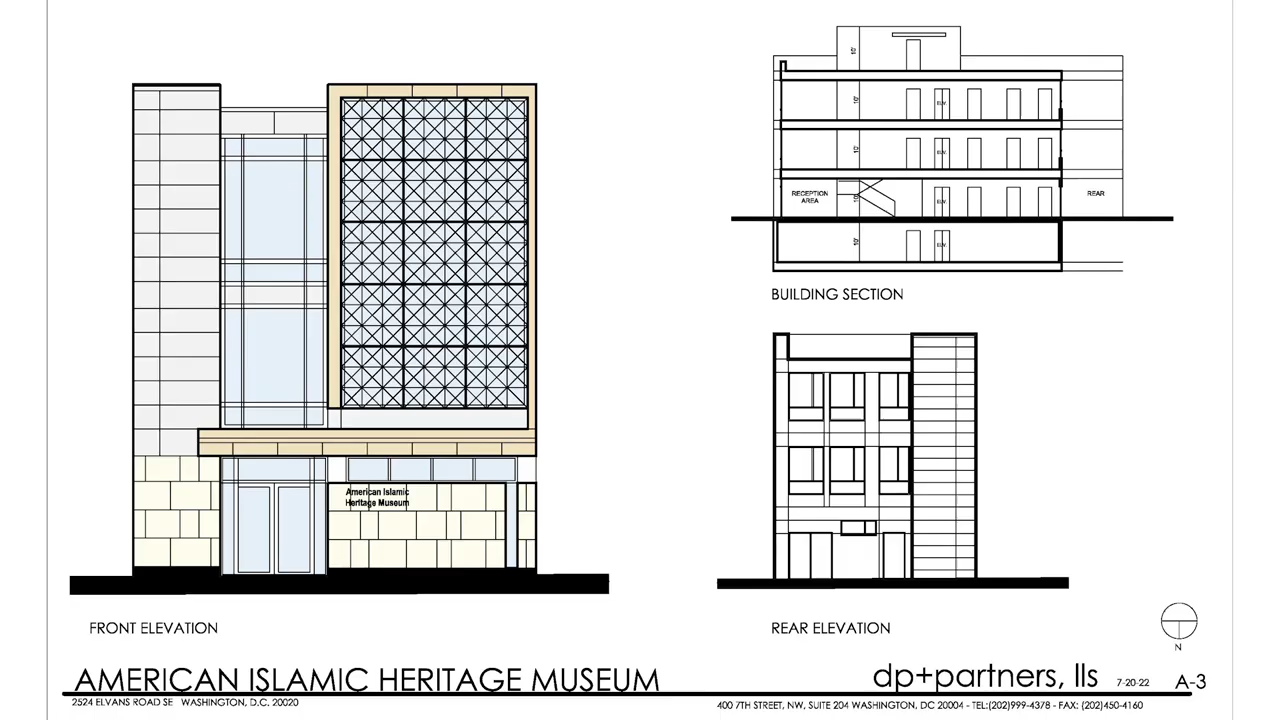 10'
10'
ELV.
10'
ELV.
RECEPTION
AREA
10'
ELV.
REAR
10'
ELV.
BUILDING SECTION
American Islamic
Heritage Museum
FRONT ELEVATION
REAR ELEVATION
N
AMERICAN ISLAMIC HERITAGE MUSEUM
2524 ELVANS ROAD SE WASHINGTON, D.C. 20020
dp+partners, lls
7-20-22
A-3
400 7TH STREET, NW, SUITE 204 WASHINGTON, DC 20004 - TEL:(202)999-4378 - FAX: (202)450-4160